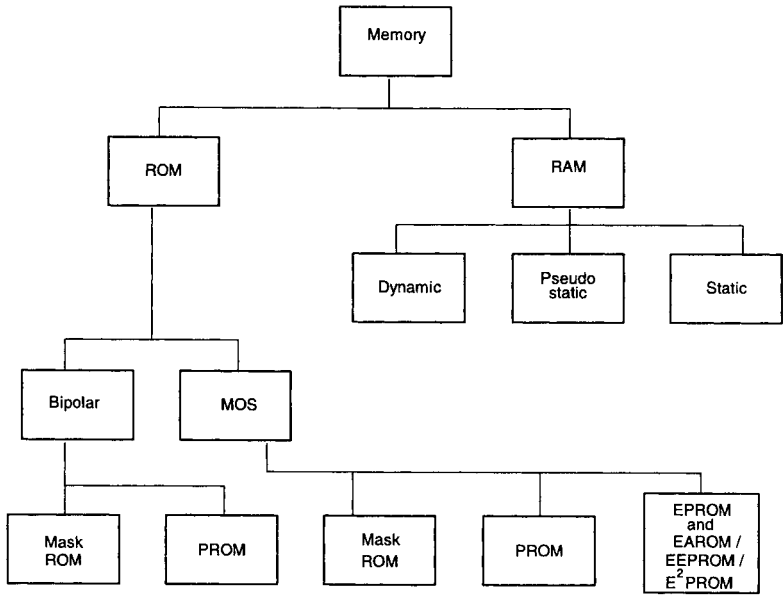 Memory
ROM
RAM
Dynamic
Pseudo
static
Static
Bipolar
MOS
Mask
ROM
PROM
Mask
ROM
PROM
EPROM
and
EAROM /
EEPROM /
E²PROM